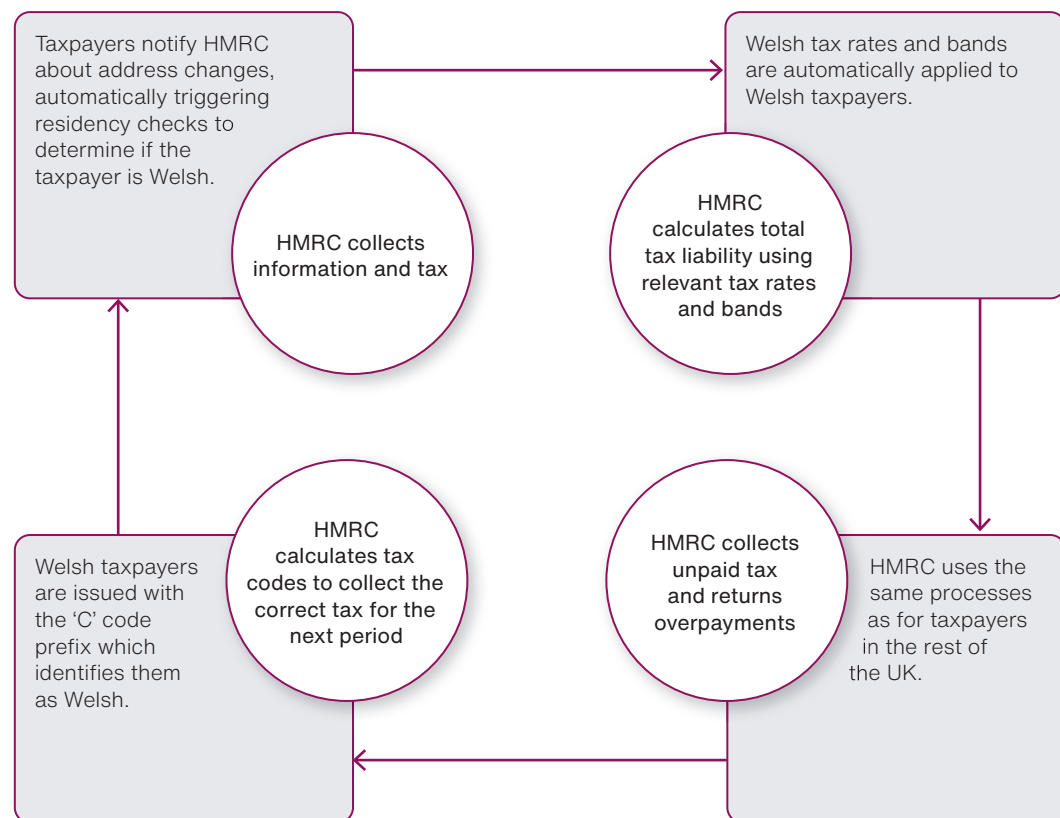 Taxpayers notify HMRC
about address changes,
automatically triggering
residency checks to
determine if the
taxpayer is Welsh.
HMRC collects
information and tax
Welsh tax rates and bands
are automatically applied to
Welsh taxpayers.
HMRC
calculates total
tax liability using
relevant tax rates
and bands
HMRC uses the
same processes
as for taxpayers
in the rest of
the UK.
HMRC collects
unpaid tax
and returns
overpayments
Welsh taxpayers
are issued with
the ‘C’ code
prefix which
identifies them
as Welsh.
HMRC
calculates tax
codes to collect the
correct tax for the
next period